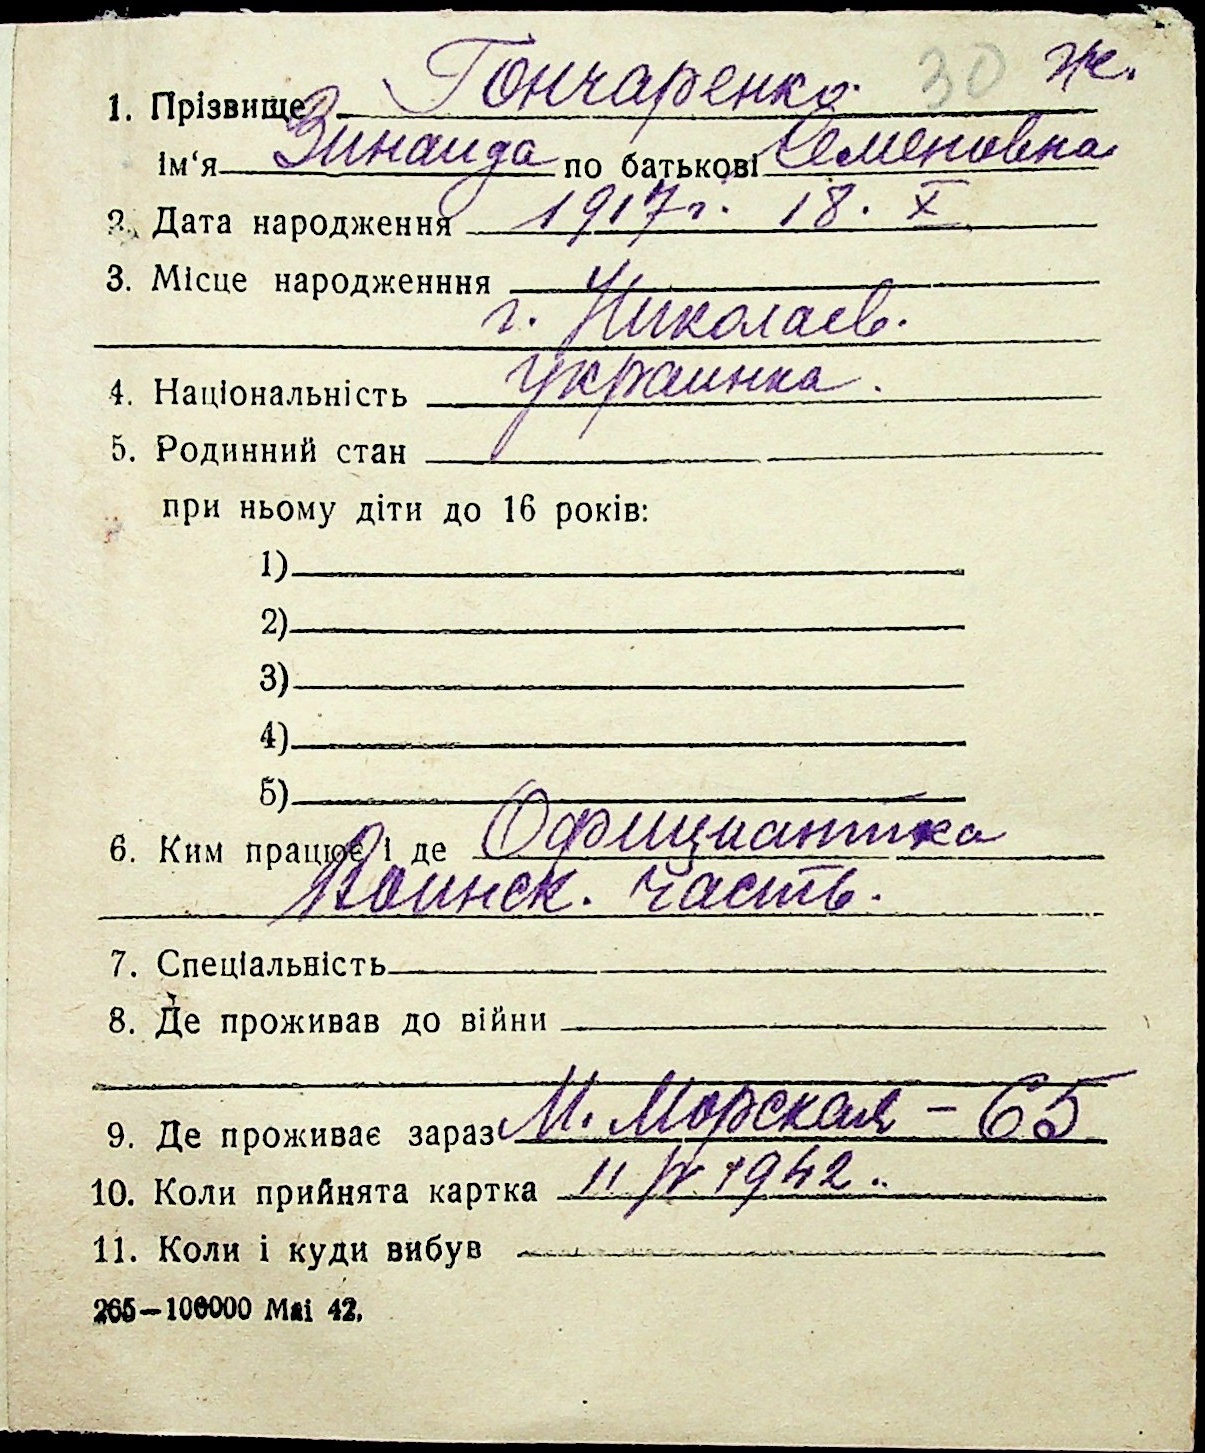 30 Же.
1. Прізвище Гончаренко.
ім‘я Зинаида по батькові Семеновна
2. Дата народження 1917 г. 18. X
3. Місце народженння
г. Николаев.
4. Національність украинка.
5. Родинний стан
при ньому діти до 16 років:
1)
2)
3)
4)
5)
6. Ким працює і де Официантка
Воинск. часть.
7. Спеціальність
8. Де проживав до війни
9. Де проживає зараз М. Морская – 65
10. Коли прийнята картка 11 IV 1942..
11. Коли і куди вибув
265—100000 Маі 42.